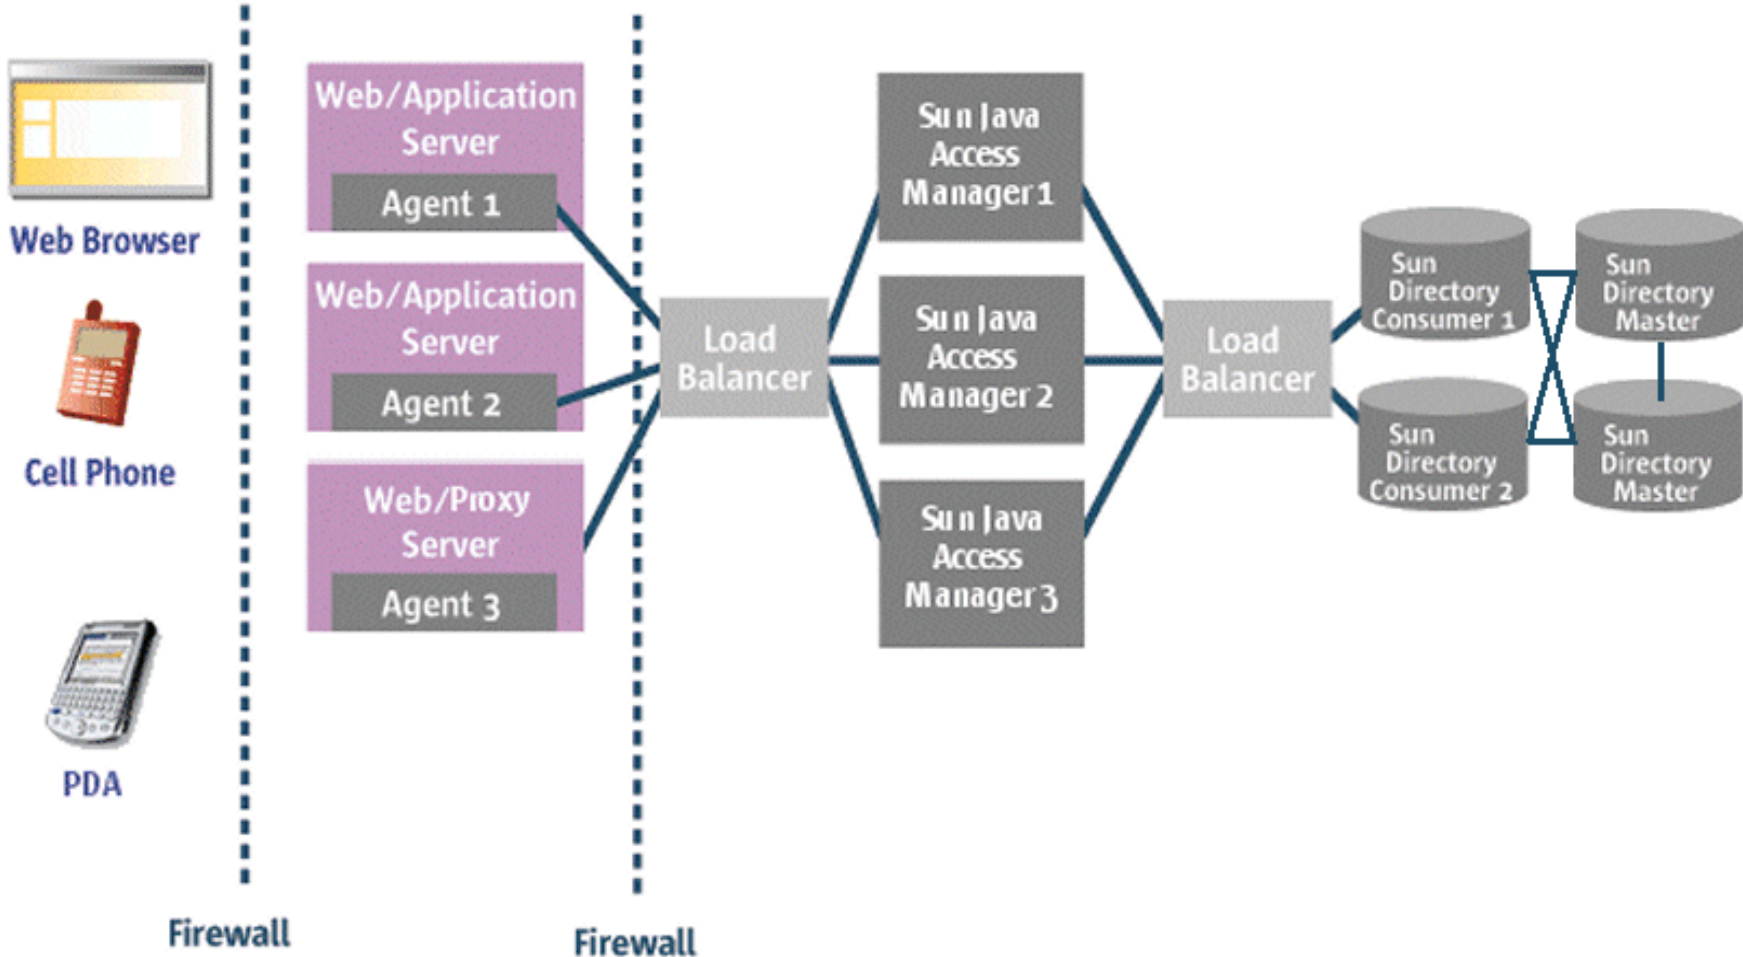 Web Browser
Cell Phone
PDA
Firewall
Web/Application
Server
Agent 1
Web/Application
Server
Agent 2
Web/Proxy
Server
Agent 3
Firewall
Load
Balancer
Sun Java
Access
Manager 1
Sun Java
Access
Manager 2
Sun Java
Access
Manager 3
Load
Balancer
Sun
Directory
Consumer 1
Sun
Directory
Master
Sun
Directory
Consumer 2
Sun
Directory
Master